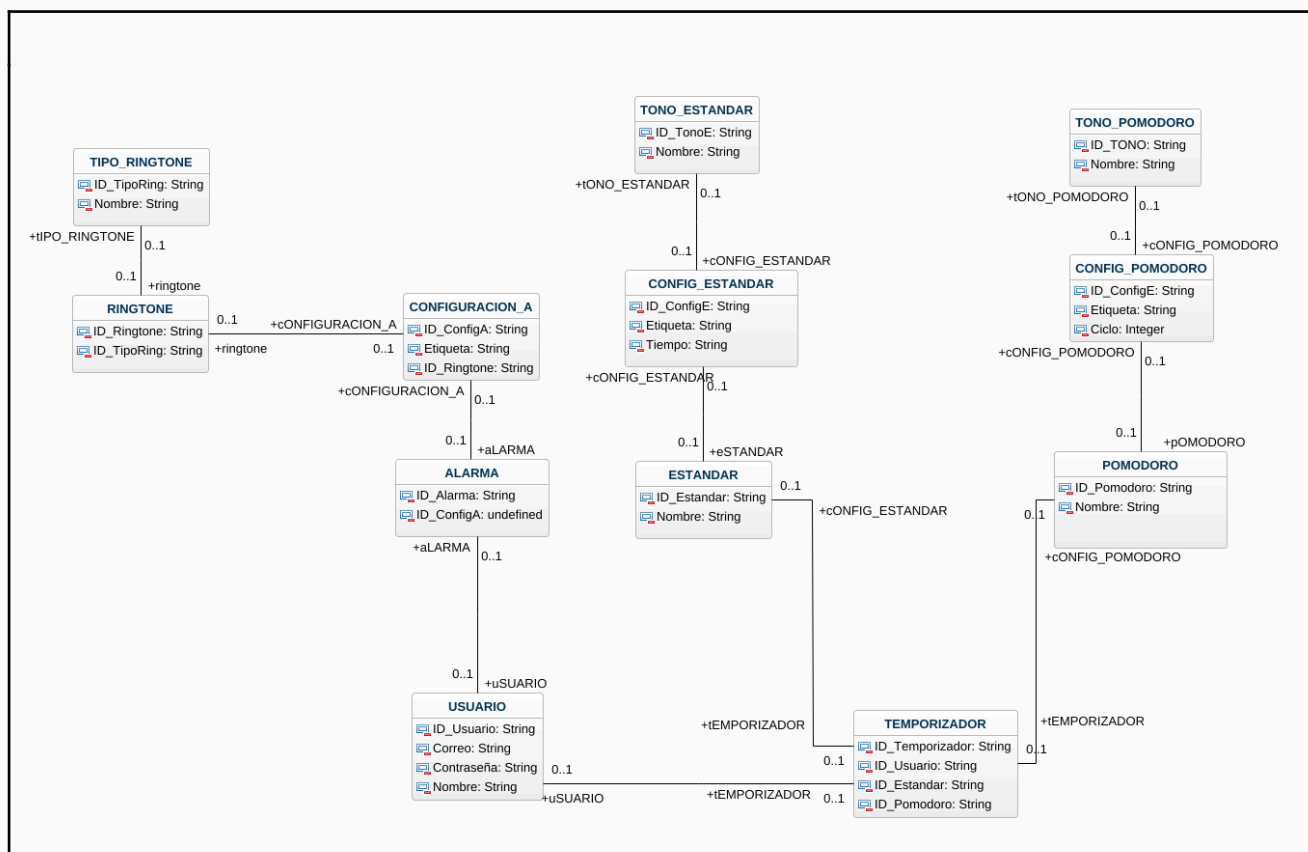 TONO_ESTANDAR
ID_TonoE: String
Nombre: String
+tONO_ESTANDAR
0..1
0..1
+cONFIG_ESTANDAR
TONO_POMODORO
ID_TONO: String
Nombre: String
+tONO_POMODORO
0..1
0..1
+cONFIG_POMODORO
TIPO_RINGTONE
ID_TipoRing: String
Nombre: String
+tIPO_RINGTONE
0..1
0..1
+ringtone
RINGTONE
ID_Ringtone: String
ID_TipoRing: String
0..1
+ringtone
+cONFIGURACION_A
0..1
CONFIGURACION_A
ID_ConfigA: String
Etiqueta: String
ID_Ringtone: String
+cONFIGURACION_A
0..1
0..1
+aLARMA
CONFIG_ESTANDAR
ID_ConfigE: String
Etiqueta: String
Tiempo: String
+cONFIG_ESTANDAR
0..1
0..1
+eSTANDAR
CONFIG_POMODORO
ID_ConfigE: String
Etiqueta: String
Ciclo: Integer
+cONFIG_POMODORO
0..1
0..1
+pOMODORO
ALARMA
ID_Alarma: String
ID_ConfigA: undefined
+aLARMA
0..1
0..1
+uSUARIO
ESTANDAR
ID_Estandar: String
Nombre: String
0..1
+cONFIG_ESTANDAR
POMODORO
ID_Pomodoro: String
Nombre: String
0..1
+cONFIG_POMODORO
USUARIO
ID_Usuario: String
Correo: String
Contraseña: String
Nombre: String
0..1
+uSUARIO
+tEMPORIZADOR
0..1
+tEMPORIZADOR
0..1
TEMPORIZADOR
ID_Temporizador: String
ID_Usuario: String
ID_Estandar: String
ID_Pomodoro: String
+tEMPORIZADOR
0..1